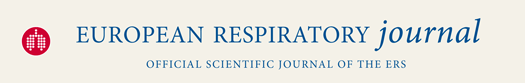 EUROPEAN RESPIRATORY journal
OFFICIAL SCIENTIFIC JOURNAL OF THE ERS